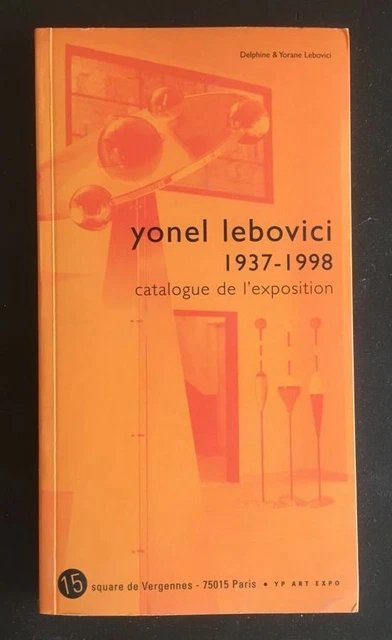 Delphine & Yorane Lebovici
yonel lebovici
1937-1998
catalogue de l'exposition
15 square de Vergennes - 75015 Paris • YP ART EXPO